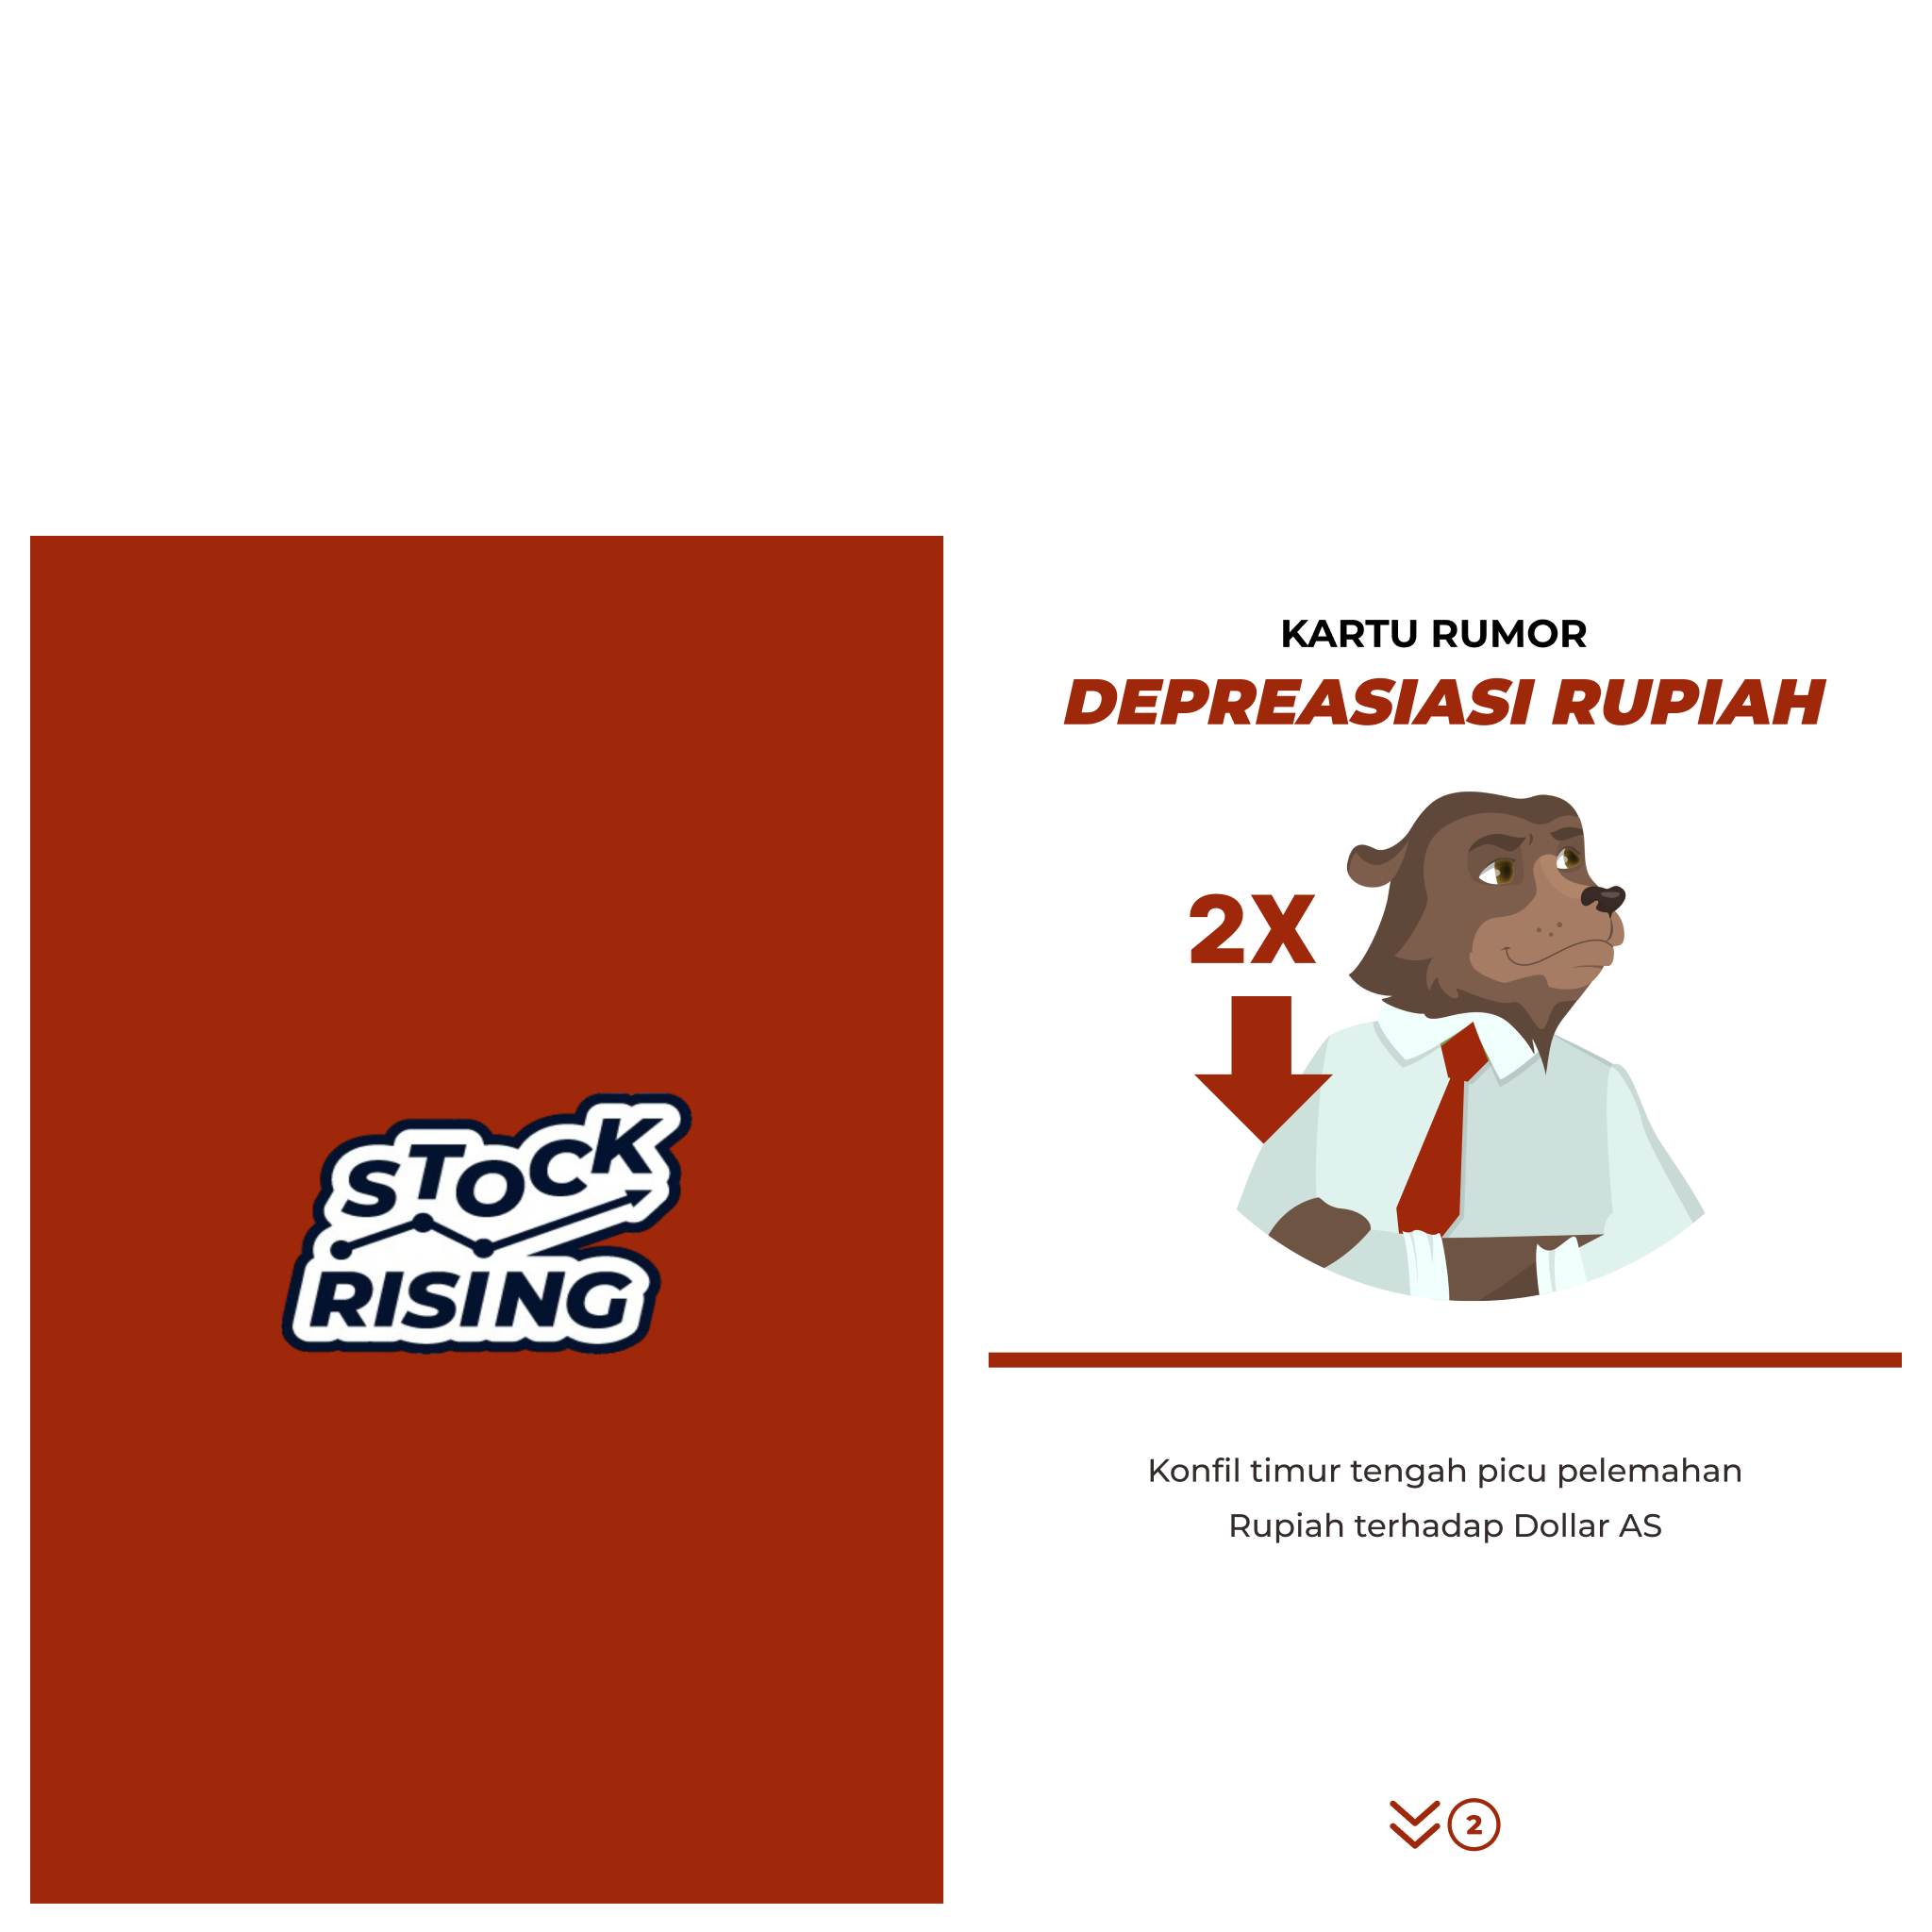 STOCK
RISING
KARTU RUMOR
DEPREASIASI RUPIAH
2X
Konfil timur tengah picu pelemahan
Rupiah terhadap Dollar AS
2